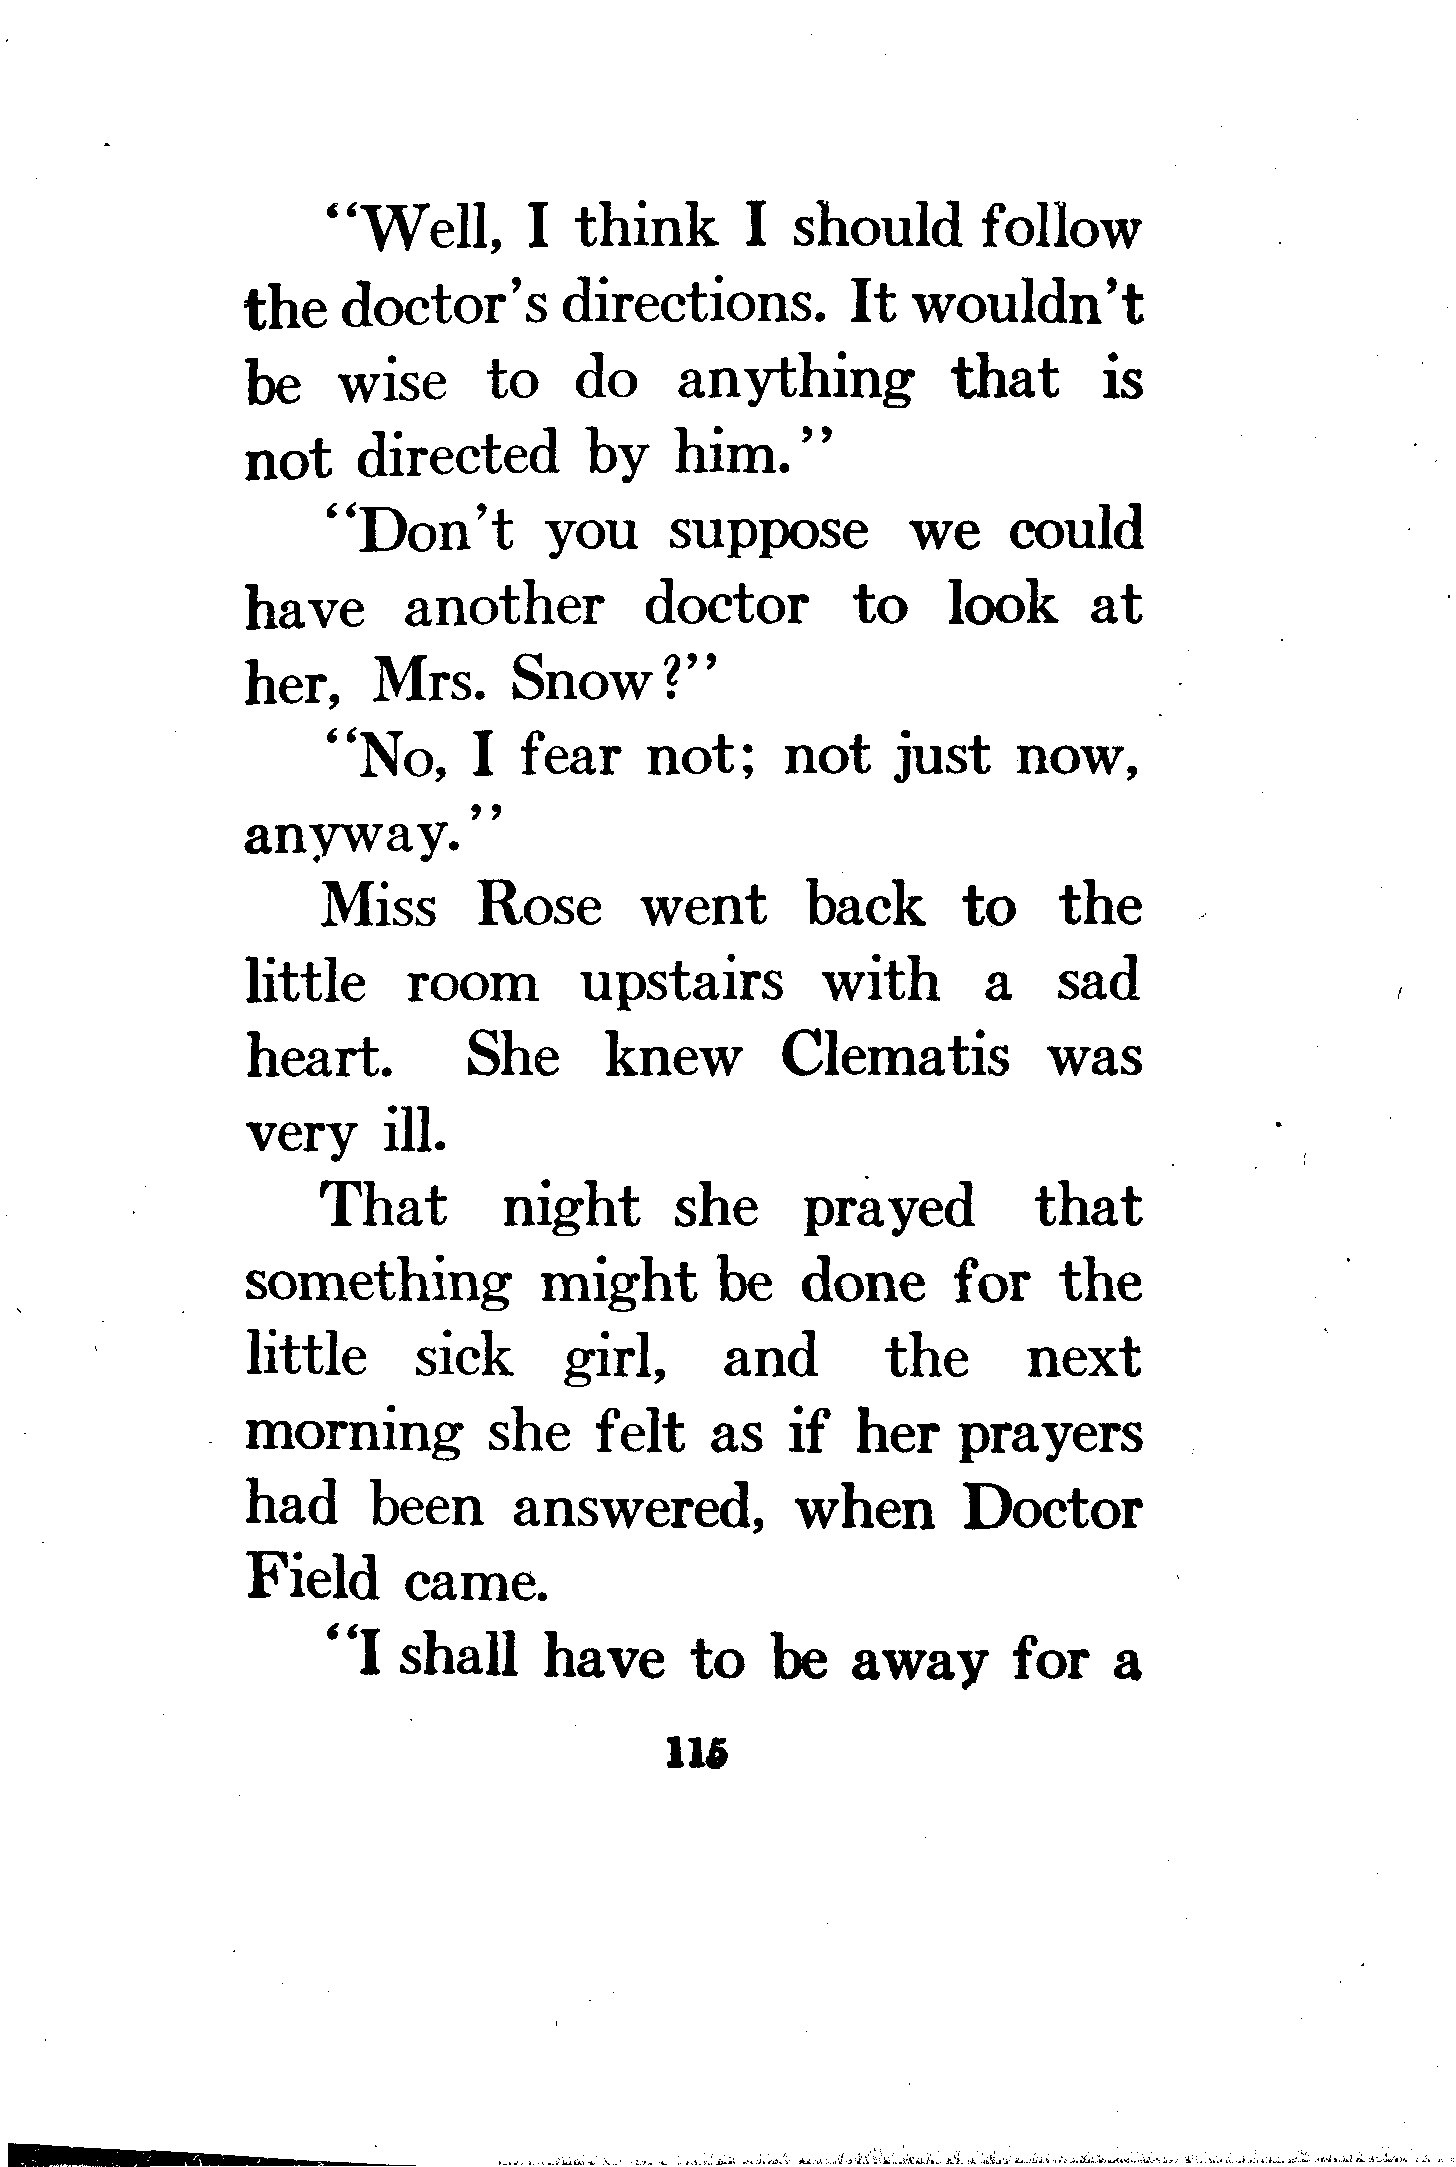 “Well, I think I should follow
the doctor’s directions. It wouldn’t
be wise to do anything that is
not directed by him.”
“Don’t you suppose we could
have another doctor to look at
her, Mrs. Snow?”
“No, I fear not; not just now,
anyway.”
Miss Rose went back to the
little room upstairs with a sad
heart. She knew Clematis was
very ill.
That night she prayed that
something might be done for the
little sick girl, and the next
morning she felt as if her prayers
had been answered, when Doctor
Field came.
“I shall have to be away for a
115